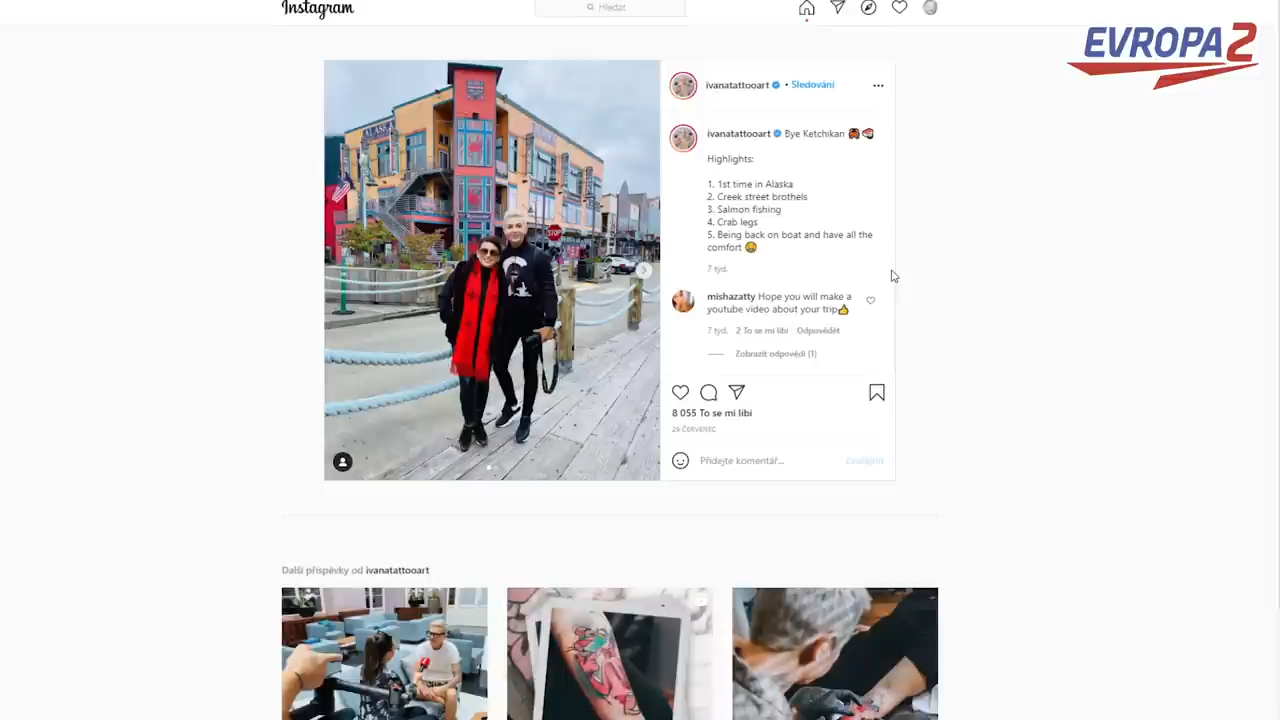 Instagram
Hledat
EVROPA 2
ivanatattooart • Sledování
ivanatattooart Bye Ketchikan
Highlights:
1. 1st time in Alaska
2. Creek street brothels
3. Salmon fishing
4. Crab legs
5. Being back on boat and have all the
comfort
7 týd.
mishazatty Hope you will make a
youtube video about your trip
7 týd. 2 To se mi líbí Odpovědět
Zobrazit odpovědi (1)
8 055 To se mi líbí
29 ČERVENEC
Přidejte komentář...
Zveřejnit
ALASKA
STOP
Další příspěvky od ivanatattooart